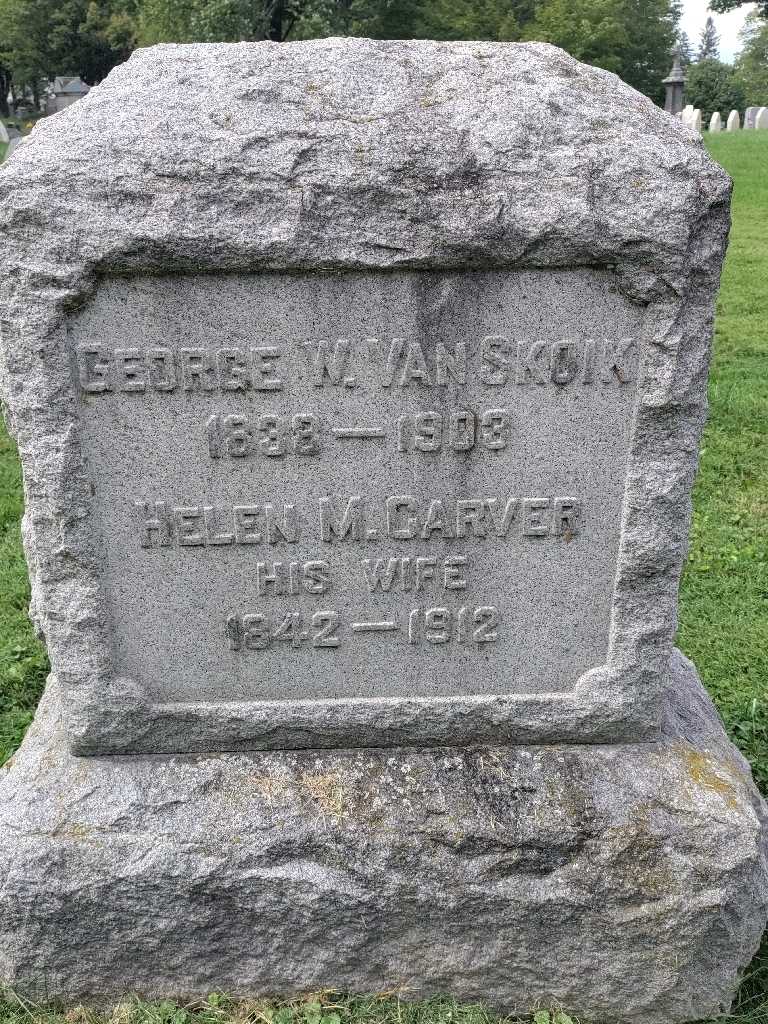 GEORGE W. VAN SKOIK
1838 — 1903
HELEN M. CARVER
HIS WIFE
1842 — 1912